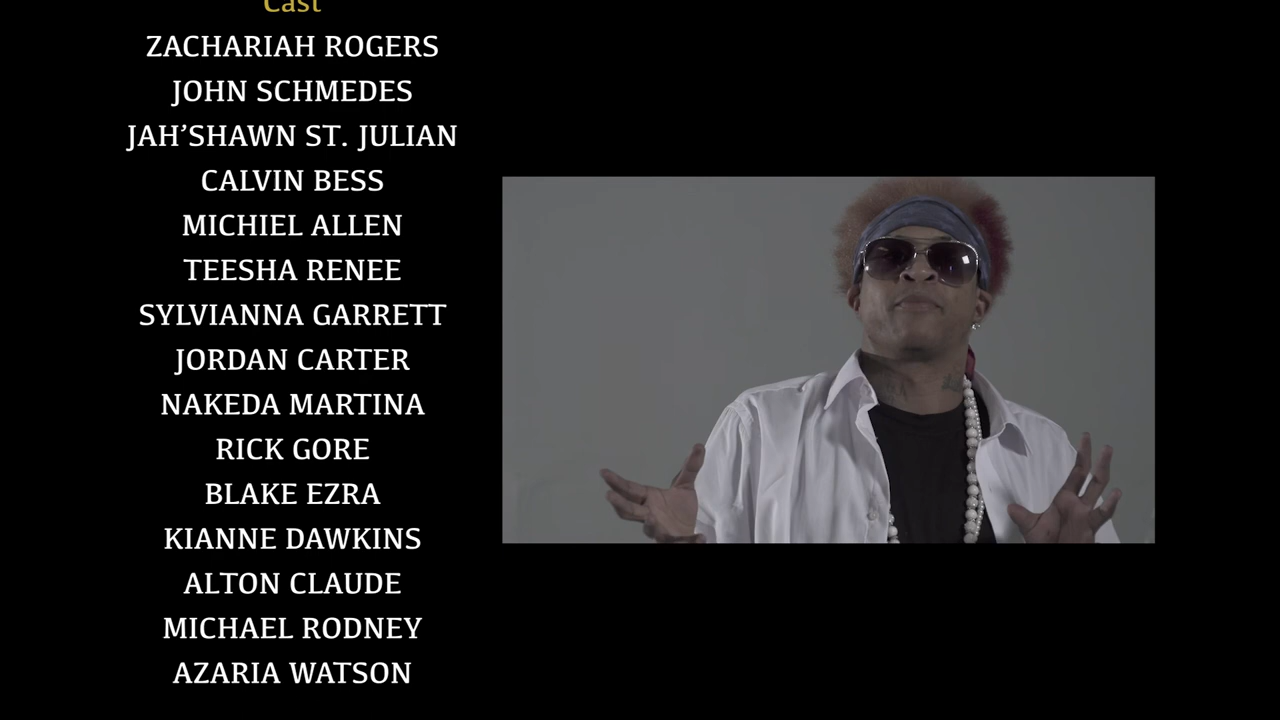 Cast
ZACHARIAH ROGERS
JOHN SCHMEDES
JAH’SHAWN ST. JULIAN
CALVIN BESS
MICHIEL ALLEN
TEESHA RENEE
SYLVIANNA GARRETT
JORDAN CARTER
NAKEDA MARTINA
RICK GORE
BLAKE EZRA
KIANNE DAWKINS
ALTON CLAUDE
MICHAEL RODNEY
AZARIA WATSON